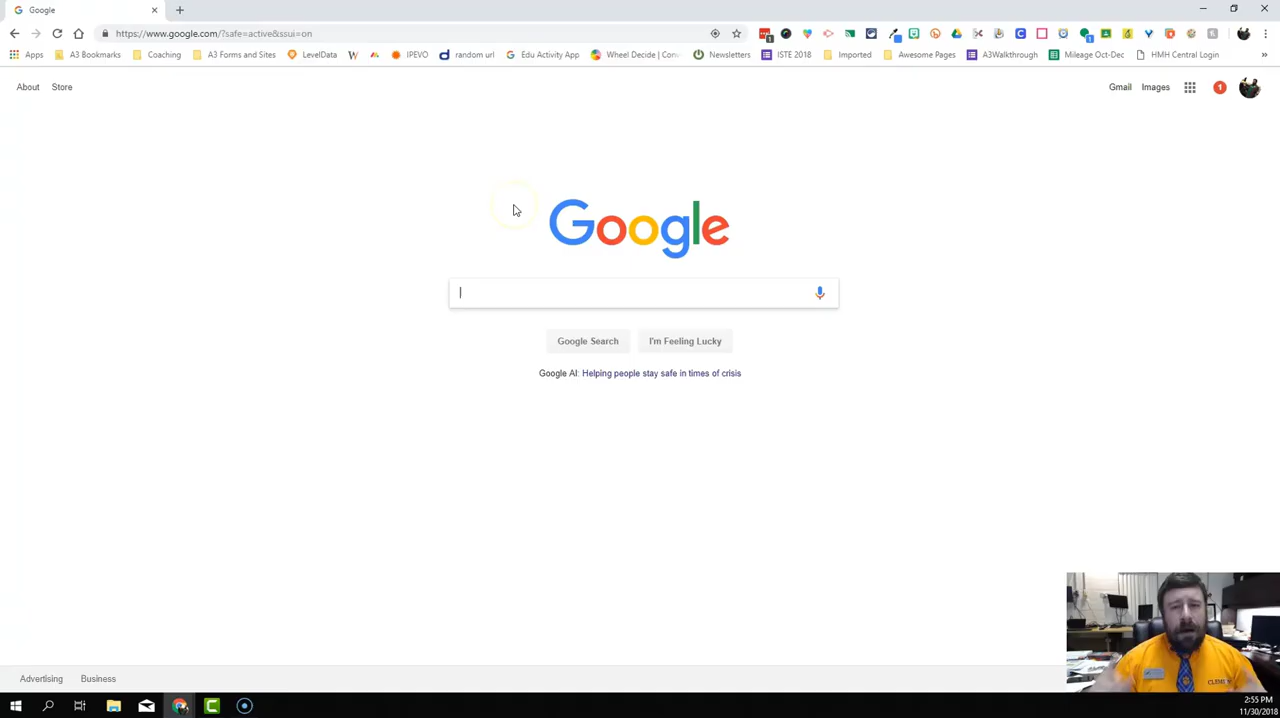 Google
https://www.google.com/?safe=active&ssui=on
Apps A3 Bookmarks Coaching A3 Forms and Sites LevelData IPEVO random url Edu Activity App Wheel Decide | Con Newsletters ISTE 2018 Imported Awesome Pages A3Walkthrough Mileage Oct-Dec HMH Central Login
About Store Gmail Images 1
Google
Google Search I'm Feeling Lucky
Google AI: Helping people stay safe in times of crisis
Advertising Business
2:55 PM
11/30/2018